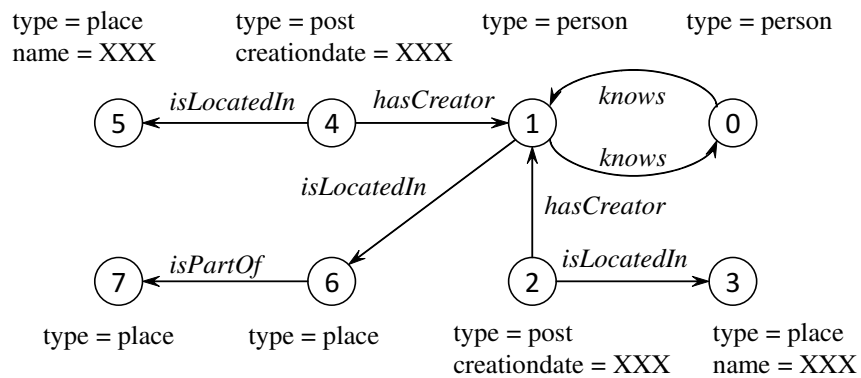 type = place
name = XXX
type = post
creationdate = XXX
type = person
type = person
isLocatedIn
hasCreator
knows
5
4
1
0
knows
isLocatedIn
hasCreator
isPartOf
isLocatedIn
7
6
2
3
type = place
type = place
type = post
creationdate = XXX
type = place
name = XXX